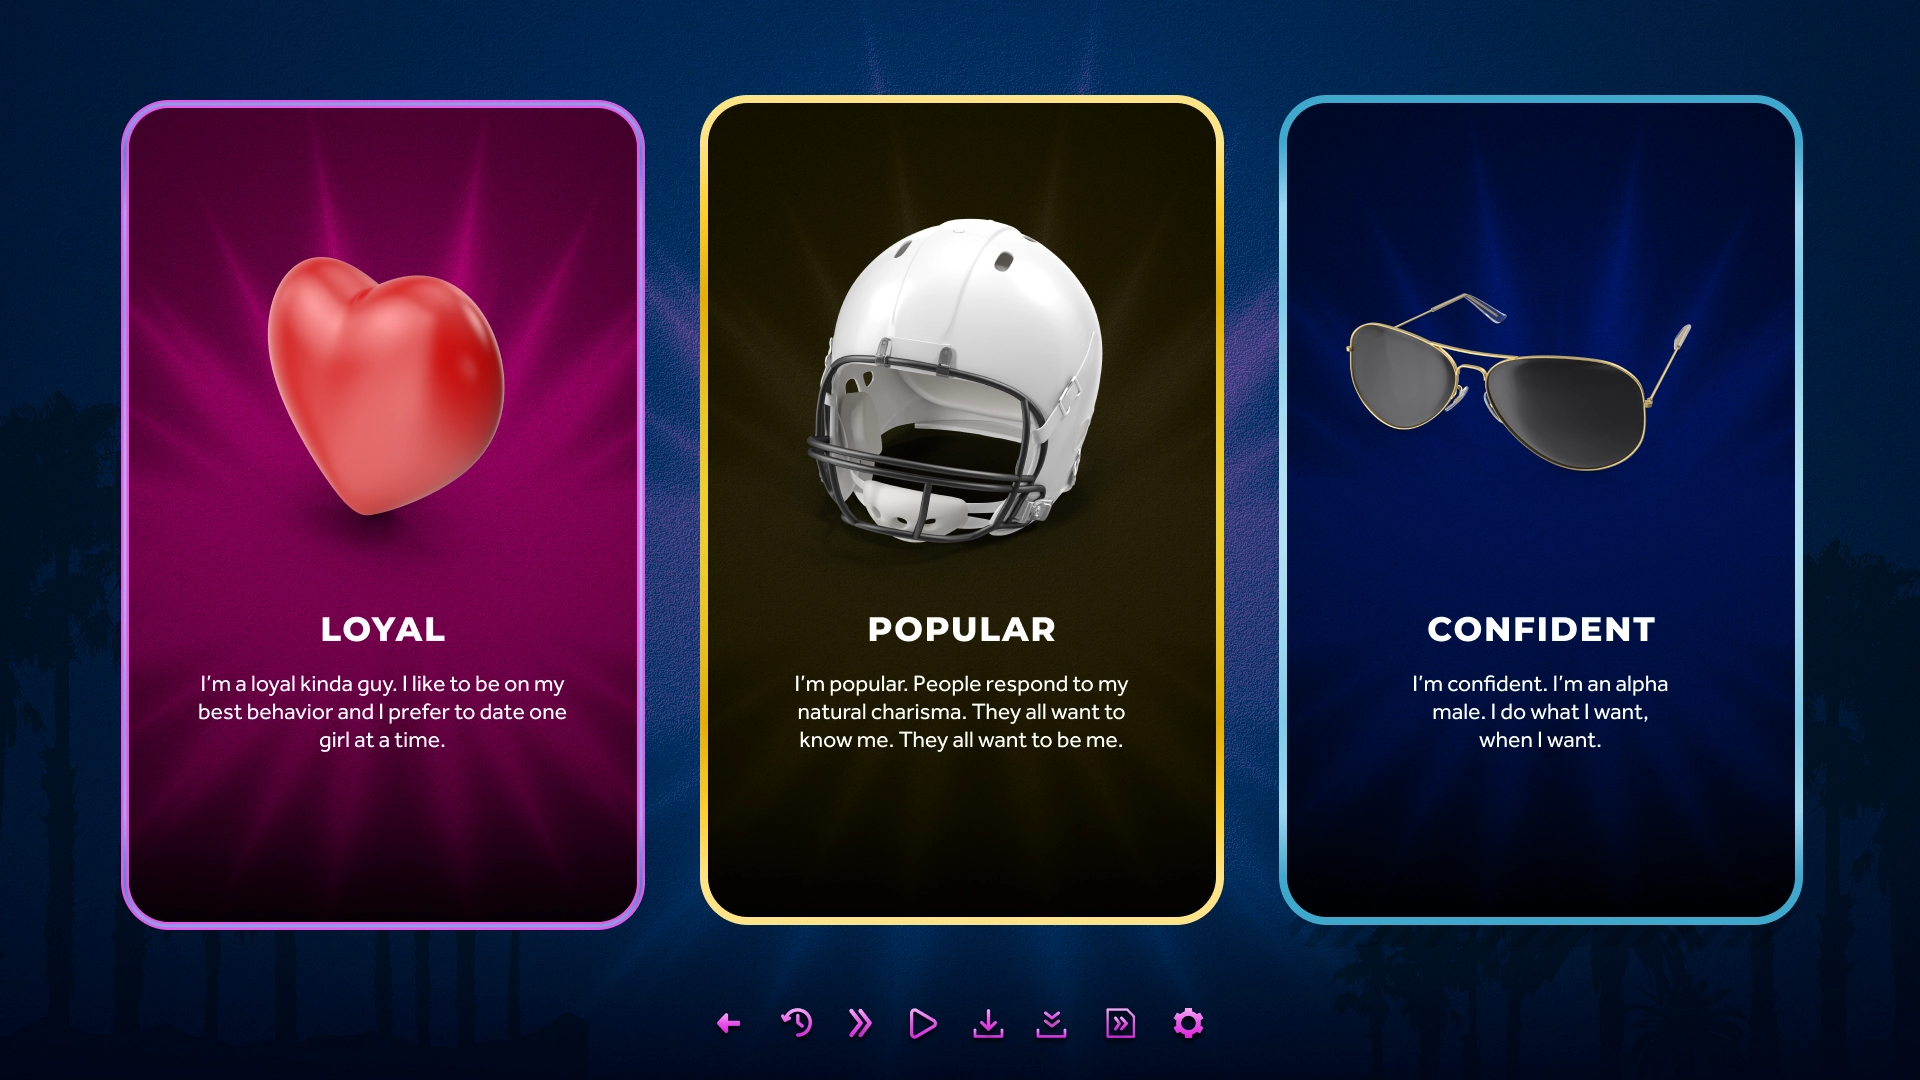 LOYAL
I'm a loyal kinda guy. I like to be on my
best behavior and I prefer to date one
girl at a time.
POPULAR
I'm popular. People respond to my
natural charisma. They all want to
know me. They all want to be me.
CONFIDENT
I'm confident. I'm an alpha
male. I do what I want,
when I want.